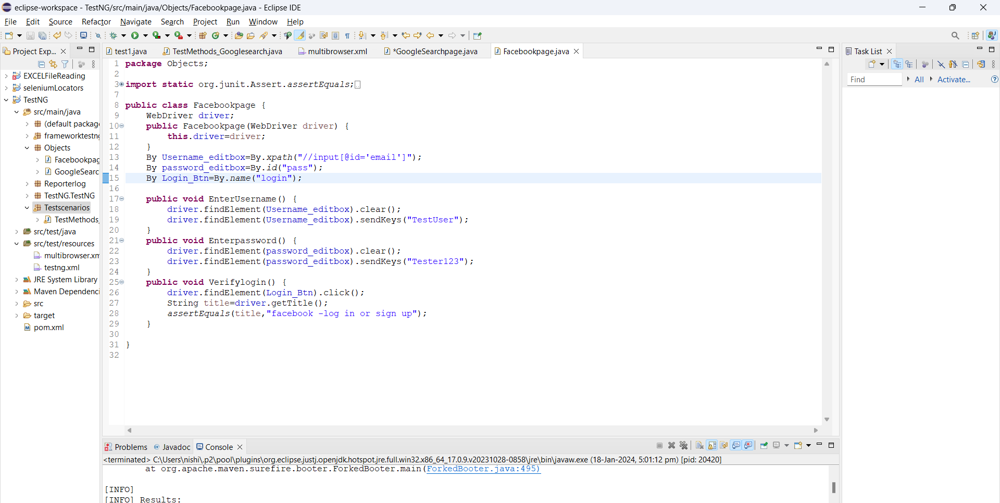 eclipse-workspace - TestNG/src/main/java/Objects/Facebookpage.java - Eclipse IDE
File Edit Source Refactor Navigate Search Project Run Window Help
Project Exp...
EXCELFileReading
seleniumLocators
TestNG
src/main/java
(default package
frameworktestng
Objects
Facebookpag
GoogleSearc
Reporterlog
TestNG.TestNG
Testscenarios
TestMethods_
src/test/java
src/test/resources
multibrowser.xm
testng.xml
JRE System Library
Maven Dependenci
src
target
pom.xml
test1.java TestMethods_Googlesearch.java multibrowser.xml *GoogleSearchpage.java Facebookpage.java
1 package Objects;
2
3 import static org.junit.Assert.assertEquals;
7
8 public class Facebookpage {
9 WebDriver driver;
10 public Facebookpage(WebDriver driver) {
11 this.driver=driver;
12 }
13 By Username_editbox=By.xpath("//input[@id='email']");
14 By password_editbox=By.id("pass");
15 By Login_Btn=By.name("login");
16
17 public void EnterUsername() {
18 driver.findElement(Username_editbox).clear();
19 driver.findElement(Username_editbox).sendKeys("TestUser");
20 }
21 public void Enterpassword() {
22 driver.findElement(password_editbox).clear();
23 driver.findElement(password_editbox).sendKeys("Tester123");
24 }
25 public void Verifylogin() {
26 driver.findElement(Login_Btn).click();
27 String title=driver.getTitle();
28 assertEquals(title,"facebook -log in or sign up");
29 }
30
31 }
32
Task List
Find All Activate...
Problems Javadoc Console
<terminated> C:\Users\nishi\.p2\pool\plugins\org.eclipse.justj.openjdk.hotspot.jre.full.win32.x86_64_17.0.9.v20231028-0858\jre\bin\javaw.exe (18-Jan-2024, 5:01:12 pm) [pid: 20420]
at org.apache.maven.surefire.booter.ForkedBooter.main(ForkedBooter.java:495)
[INFO]
[INFO] Results: